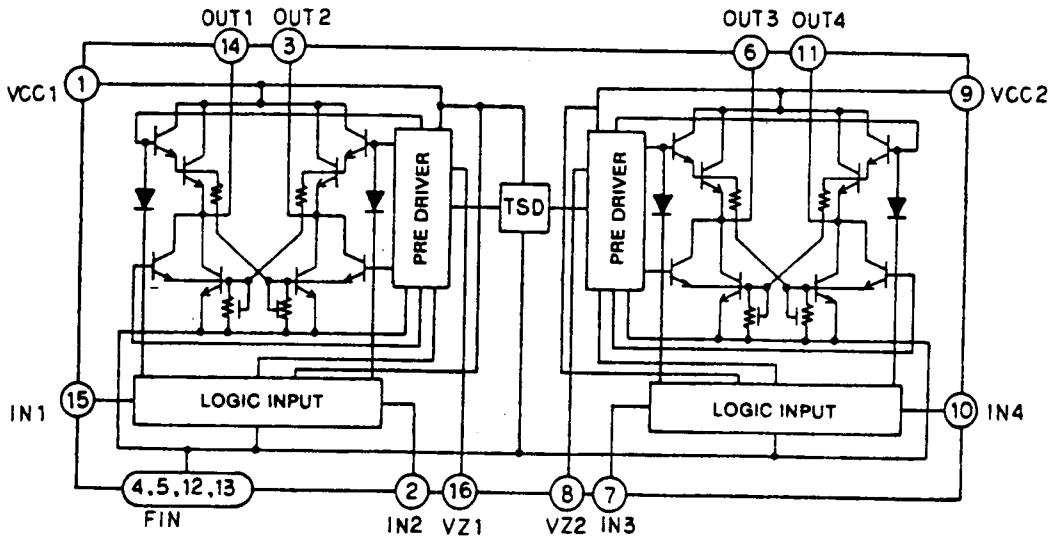 OUT1 OUT2 OUT3 OUT4
14 3 6 11
1 9
VCC1 VCC2
PRE DRIVER TSD PRE DRIVER
15 LOGIC INPUT LOGIC INPUT 10
IN1 IN4
4,5,12,13 2 16 8 7
FIN IN2 VZ1 VZ2 IN3